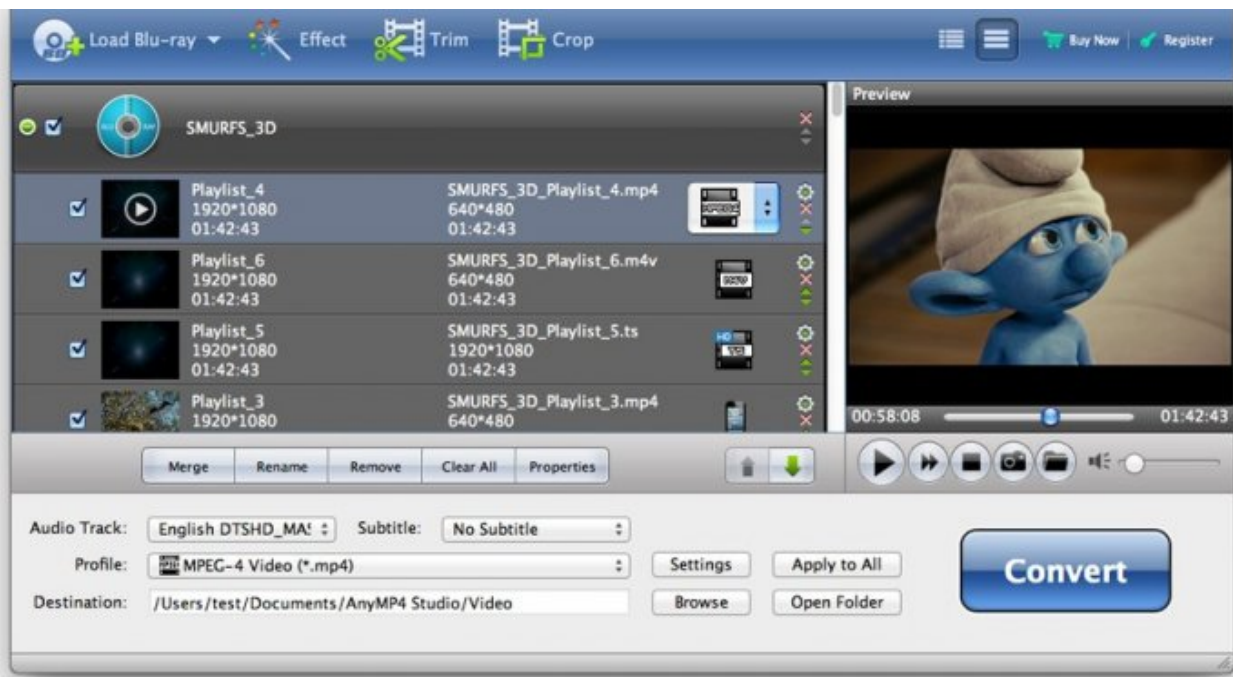 Load Blu-ray Effect Trim Crop Buy Now Register
Preview
SMURFS_3D
Playlist_4 SMURFS_3D_Playlist_4.mp4
1920*1080 640*480
01:42:43 01:42:43
Playlist_6 SMURFS_3D_Playlist_6.m4v
1920*1080 640*480
01:42:43 01:42:43
Playlist_5 SMURFS_3D_Playlist_5.ts
1920*1080 1920*1080
01:42:43 01:42:43
Playlist_3 SMURFS_3D_Playlist_3.mp4
1920*1080 640*480
00:58:08 01:42:43
Merge Rename Remove Clear All Properties
Audio Track: English DTSHD_MA Subtitle: No Subtitle
Profile: MPEG-4 Video (*.mp4) Settings Apply to All
Convert
Destination: /Users/test/Documents/AnyMP4 Studio/Video Browse Open Folder